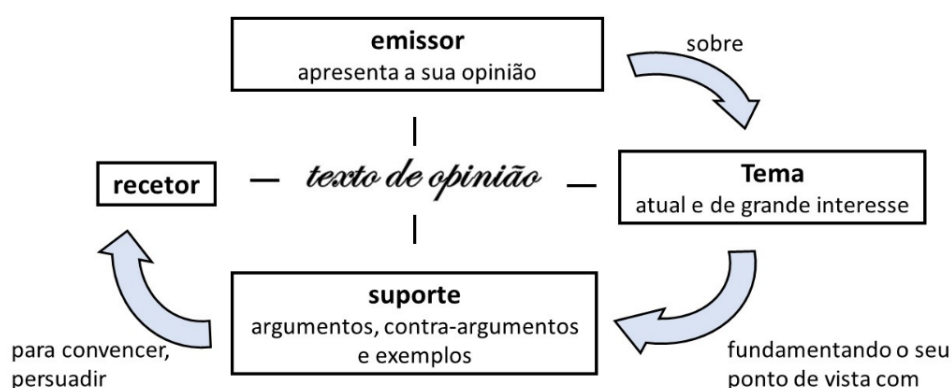 emissor
apresenta a sua opinião
sobre
recetor
texto de opinião
Tema
atual e de grande interesse
suporte
argumentos, contra-argumentos
e exemplos
para convencer,
persuadir
fundamentando o seu
ponto de vista com